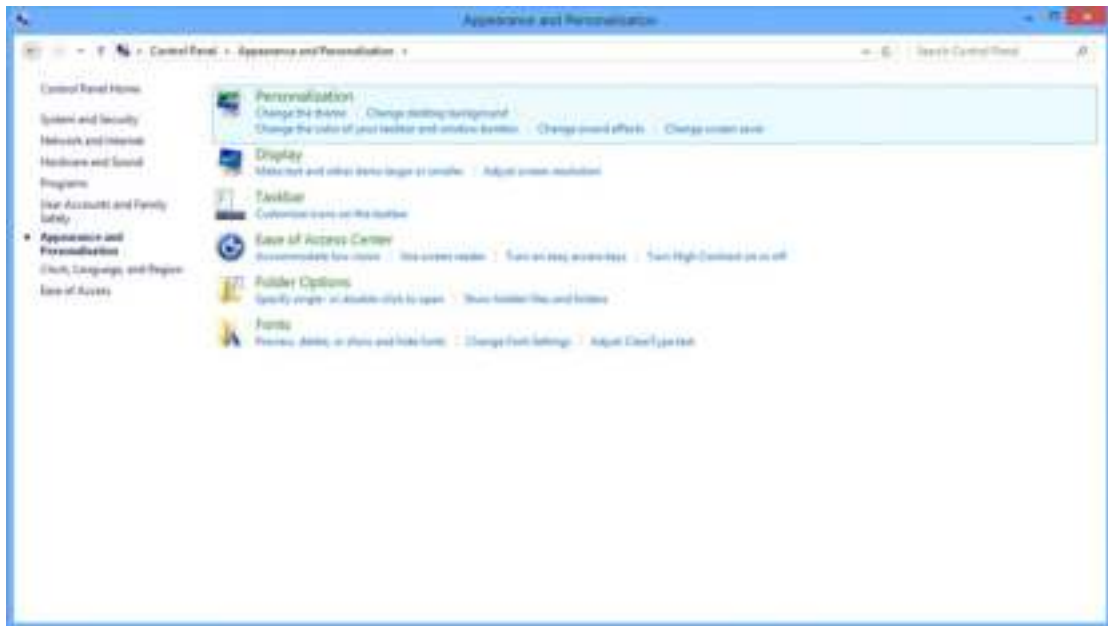 Appearance and Personalization
Control Panel Appearance and Personalization
Search Control Panel
Control Panel Home
System and Security
Network and Internet
Hardware and Sound
Programs
User Accounts and Family
Safety
Appearance and
Personalization
Clock, Language, and Region
Ease of Access
Personalization
Change the theme Change desktop background
Change the color of your taskbar and window borders Change sound effects Change screen saver
Display
Make text and other items larger or smaller Adjust screen resolution
Taskbar
Customize icons on the taskbar
Ease of Access Center
Accommodate low vision Use screen reader Turn on easy access keys Turn High Contrast on or off
Folder Options
Specify single- or double-click to open Show hidden files and folders
Fonts
Preview, delete, or show and hide fonts Change Font Settings Adjust ClearType text